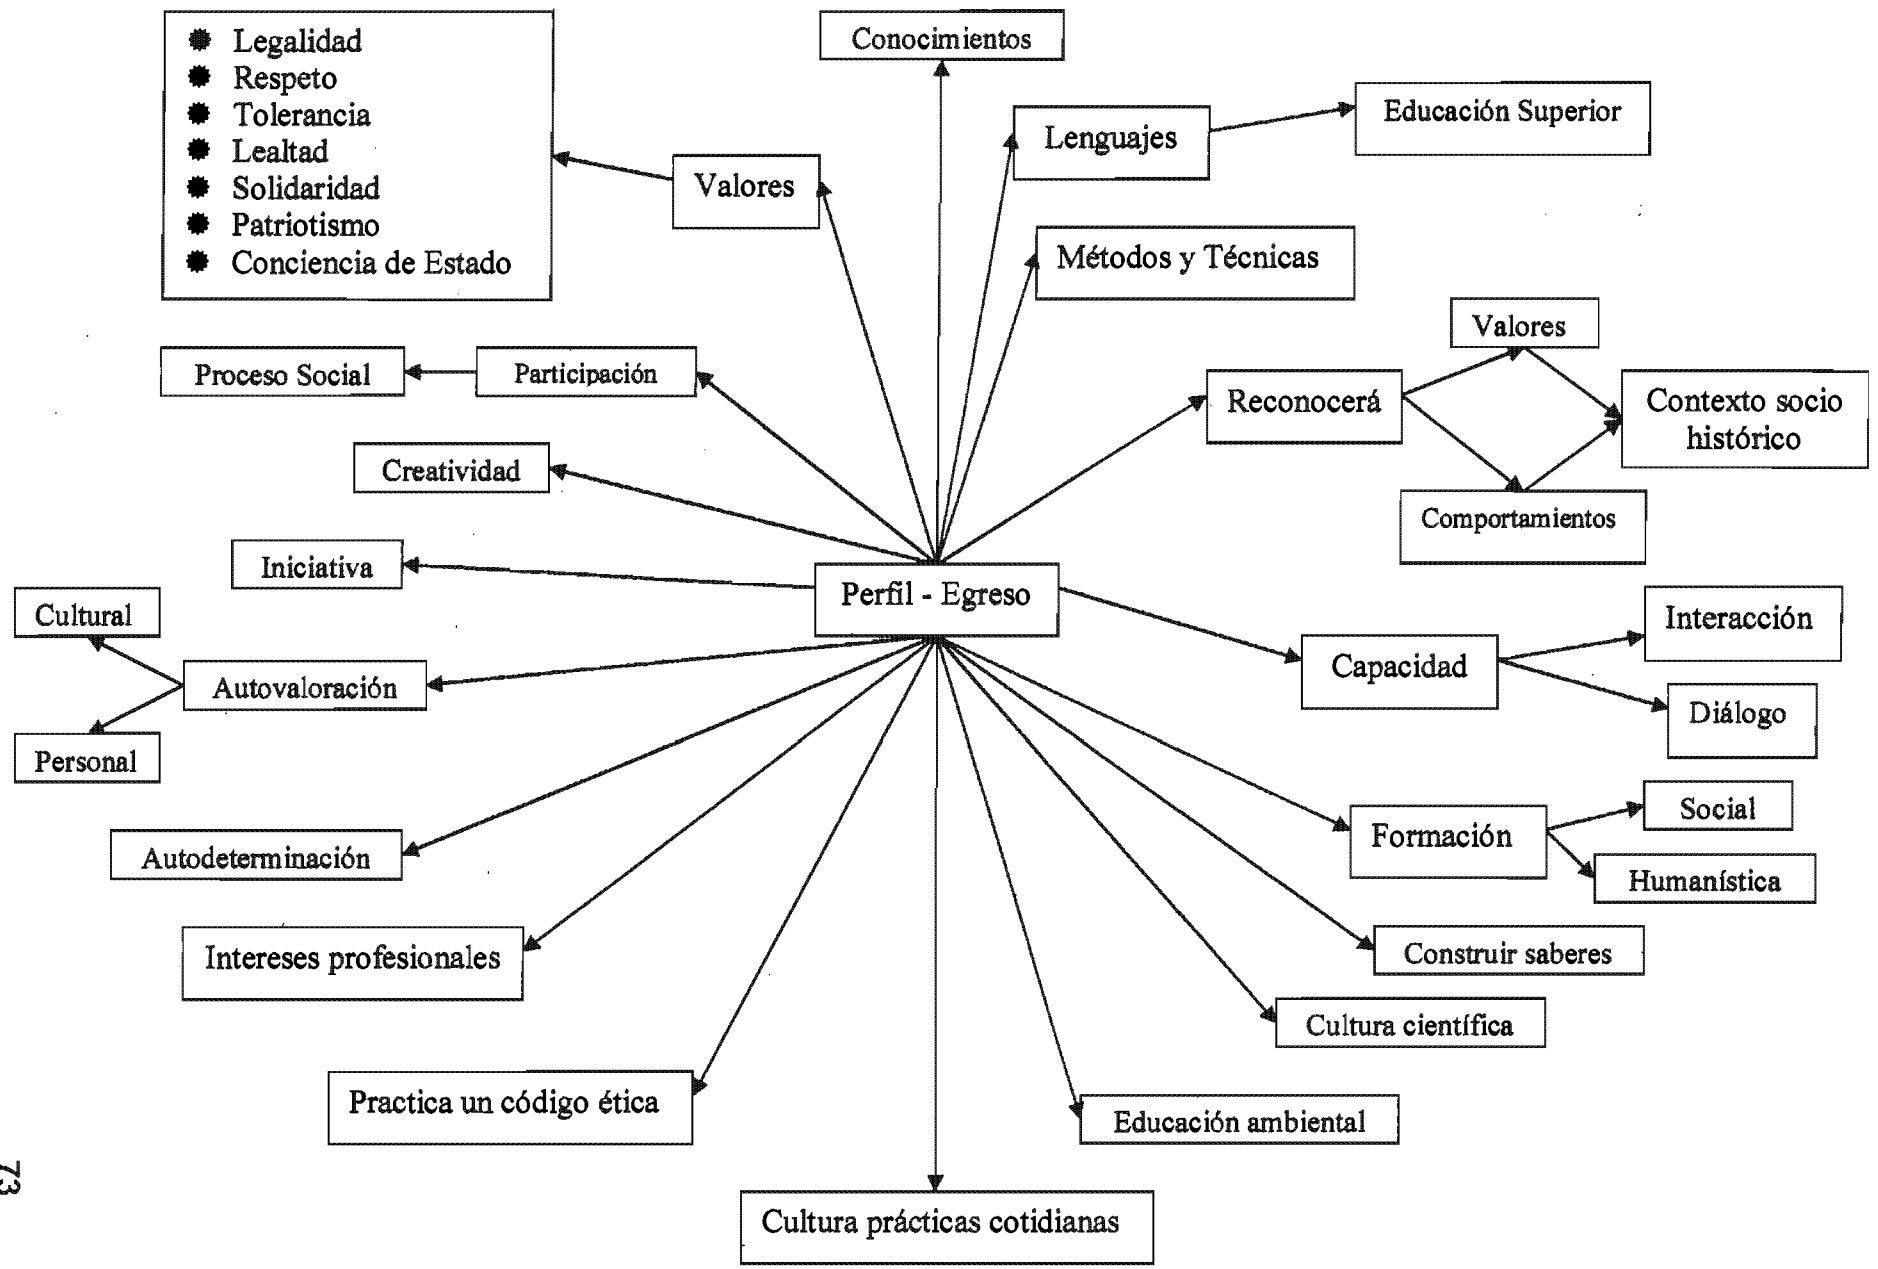 Conocimientos
Legalidad
Respeto
Tolerancia
Lealtad
Solidaridad
Patriotismo
Conciencia de Estado
Valores
Lenguajes
Educación Superior
Métodos y Técnicas
Proceso Social
Participación
Valores
Reconocerá
Contexto socio
histórico
Comportamientos
Creatividad
Iniciativa
Perfil - Egreso
Cultural
Autovaloración
Personal
Capacidad
Interacción
Diálogo
Autodeterminación
Formación
Social
Humanística
Intereses profesionales
Construir saberes
Cultura científica
Practica un código ética
Educación ambiental
Cultura prácticas cotidianas
73